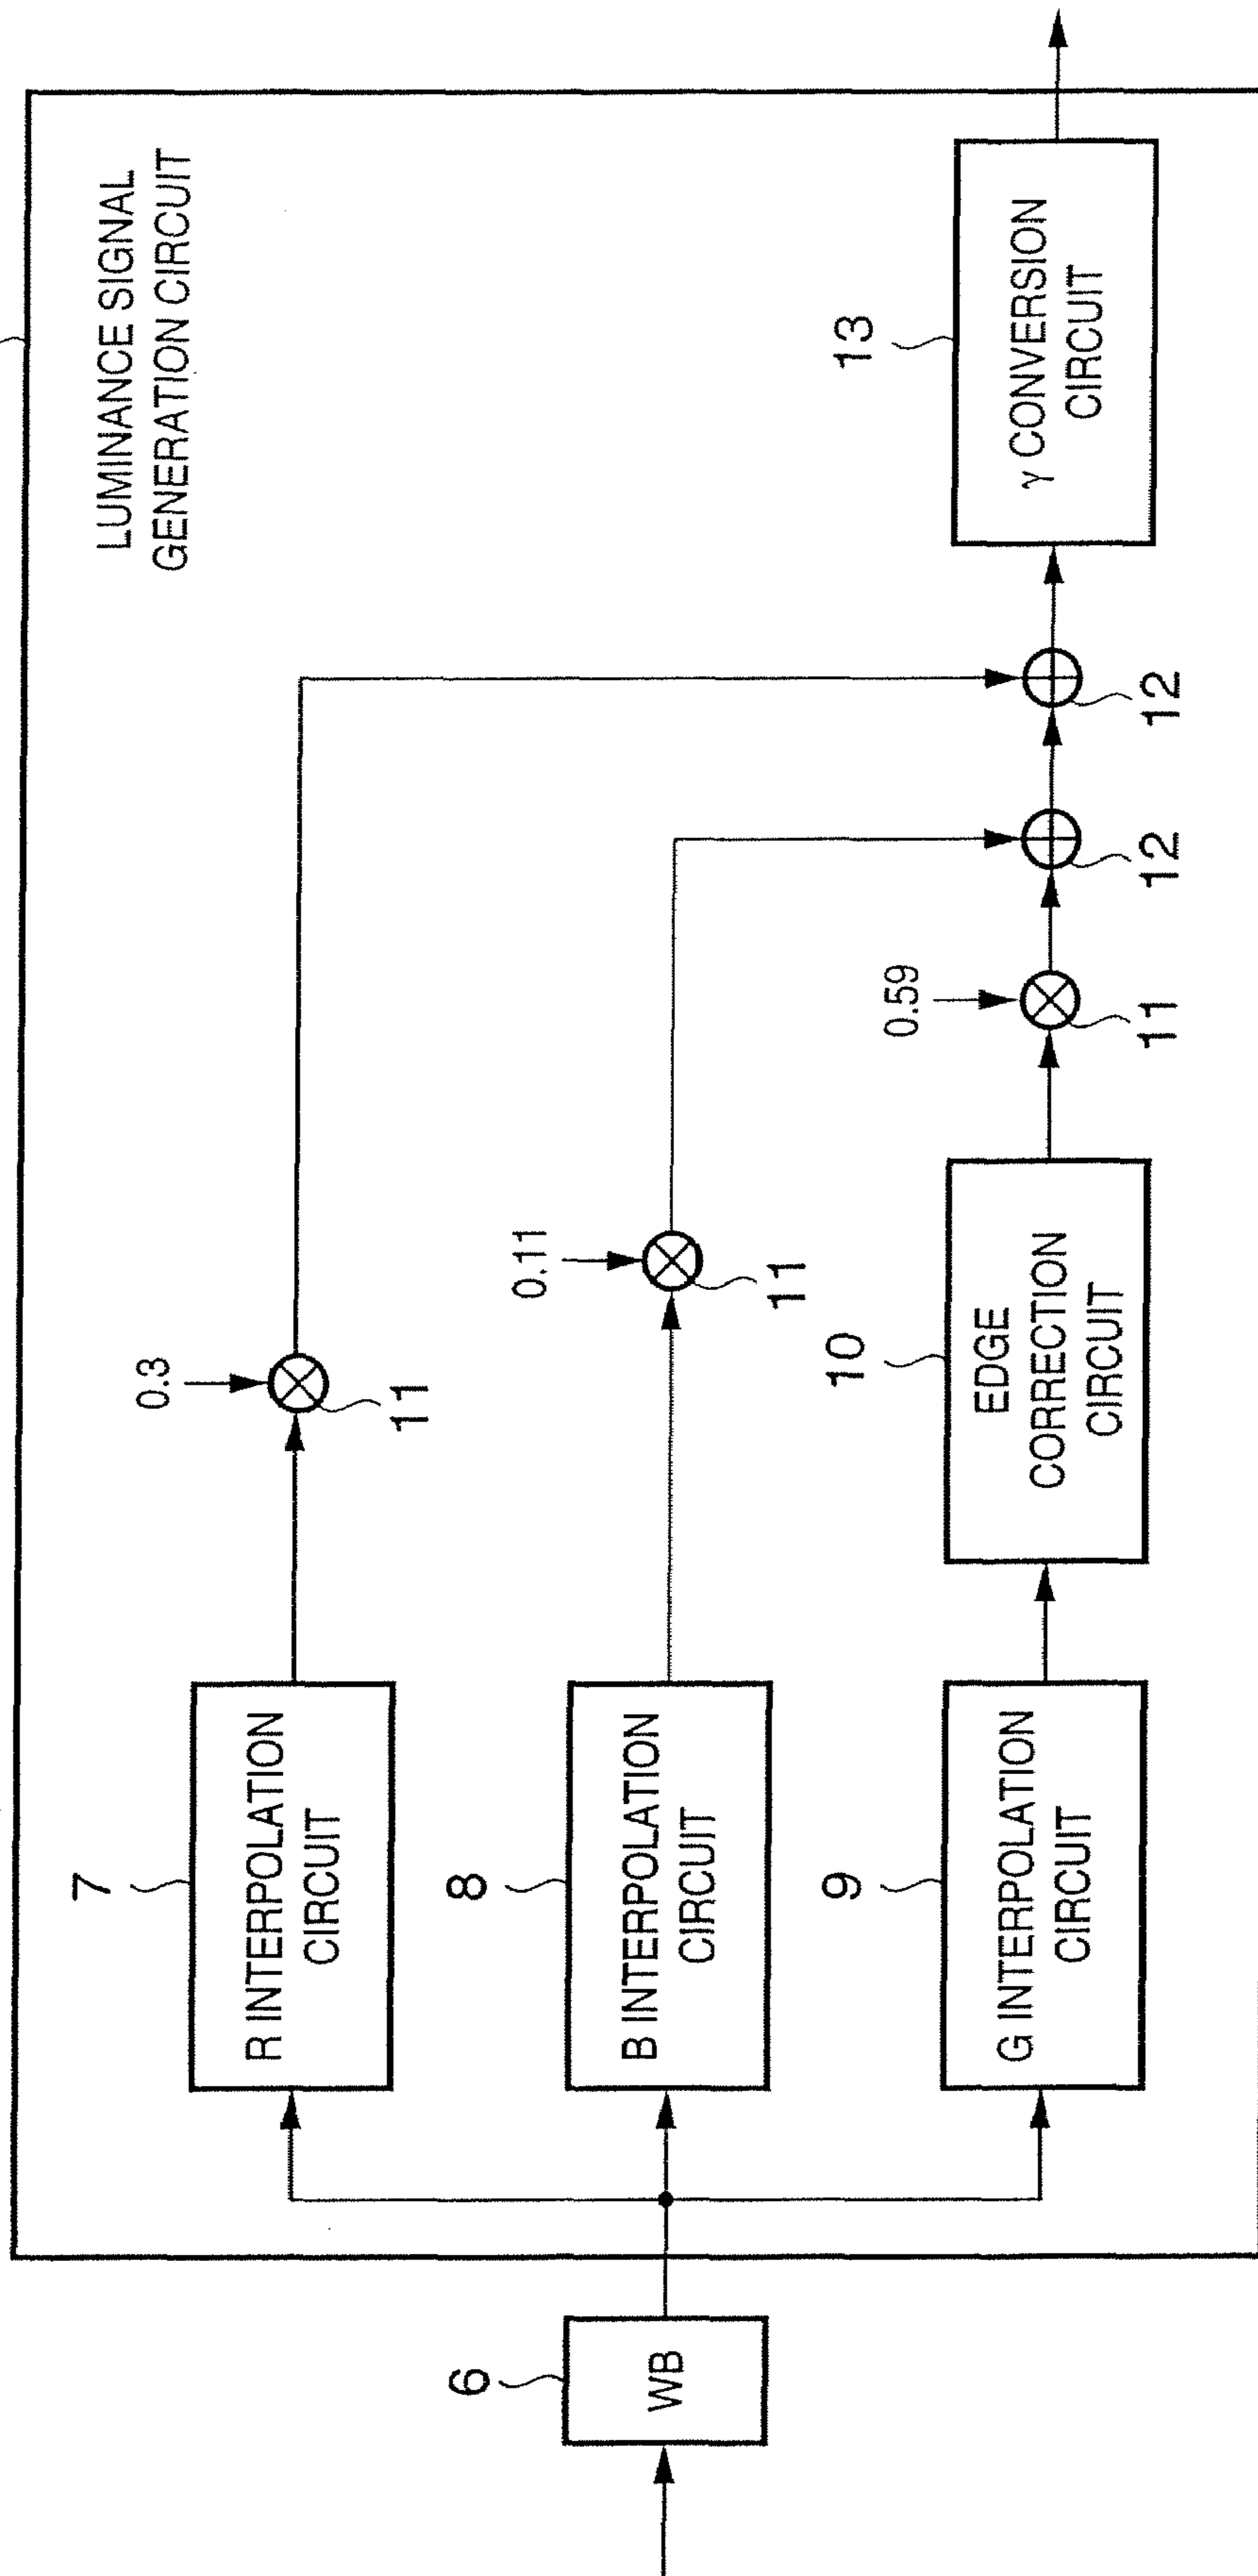 LUMINANCE SIGNAL
GENERATION CIRCUIT
7
R INTERPOLATION
CIRCUIT
0.3
11
6
WB
8
B INTERPOLATION
CIRCUIT
0.11
11
9
G INTERPOLATION
CIRCUIT
10
EDGE
CORRECTION
CIRCUIT
0.59
11
12
12
13
γ CONVERSION
CIRCUIT